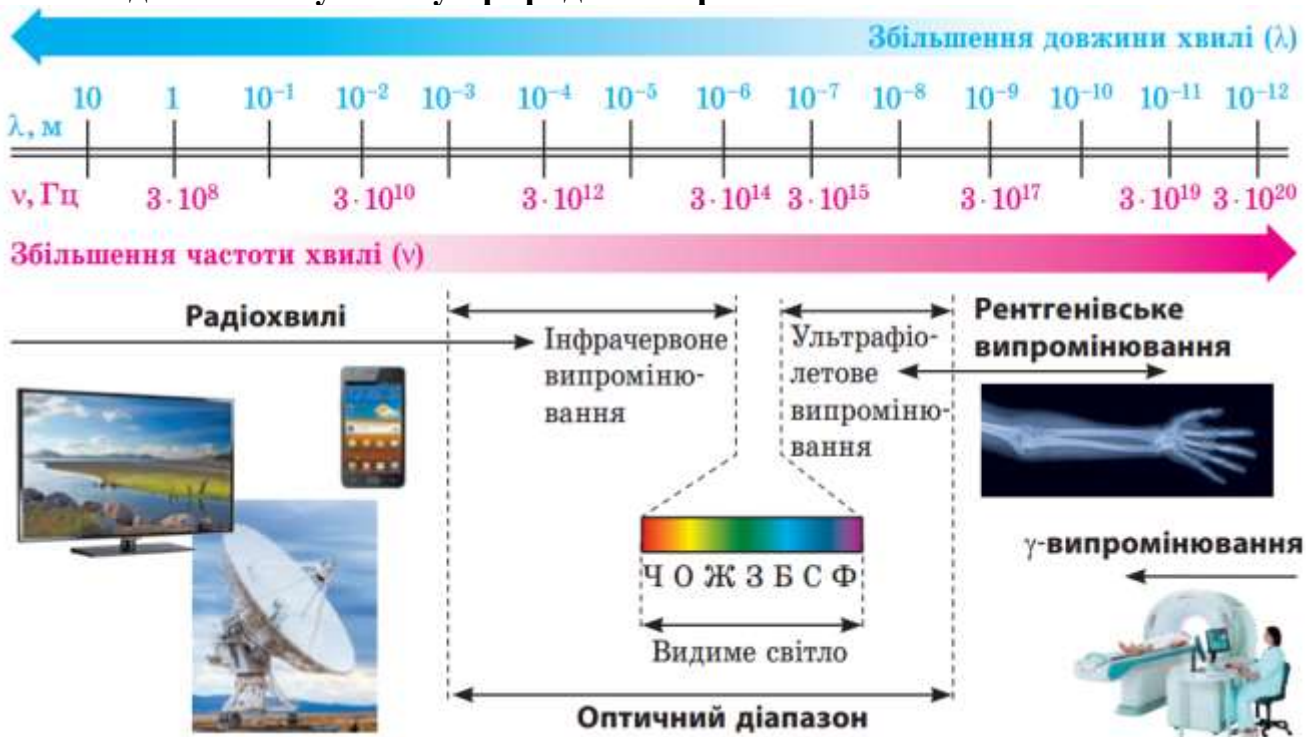 Збільшення довжини хвилі (λ)
10 1 10⁻¹ 10⁻² 10⁻³ 10⁻⁴ 10⁻⁵ 10⁻⁶ 10⁻⁷ 10⁻⁸ 10⁻⁹ 10⁻¹⁰ 10⁻¹¹ 10⁻¹²
λ, м
ν, Гц 3·10⁸ 3·10¹⁰ 3·10¹² 3·10¹⁴ 3·10¹⁵ 3·10¹⁷ 3·10¹⁹ 3·10²⁰
Збільшення частоти хвилі (ν)
Радіохвилі
Інфрачервоне
випроміню-
вання
Ультрафіо-
летове
випроміню-
вання
Рентгенівське
випромінювання
Ч О Ж З Б С Ф
Видиме світло
γ-випромінювання
Оптичний діапазон